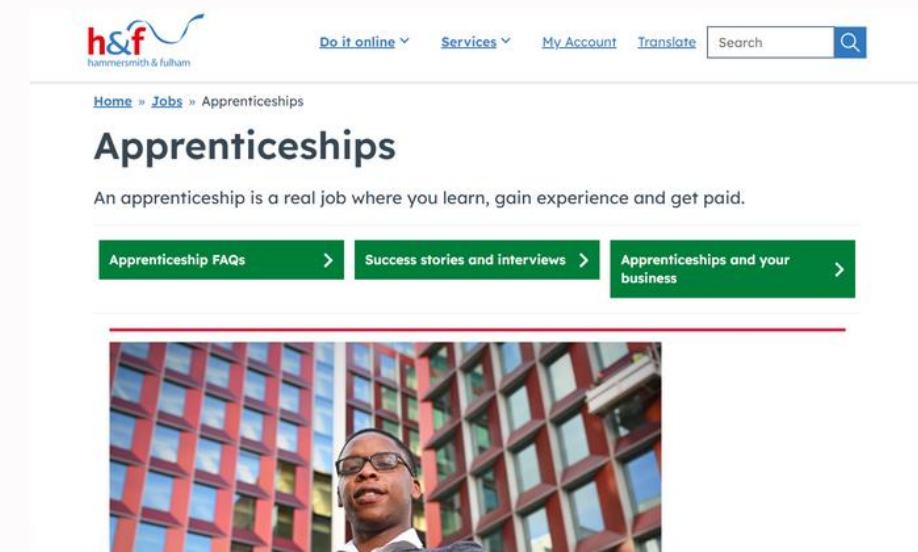 h&f
hammersmith & fulham
Do it online
Services
My Account
Translate
Search
Home » Jobs » Apprenticeships
Apprenticeships
An apprenticeship is a real job where you learn, gain experience and get paid.
Apprenticeship FAQs
Success stories and interviews
Apprenticeships and your
business